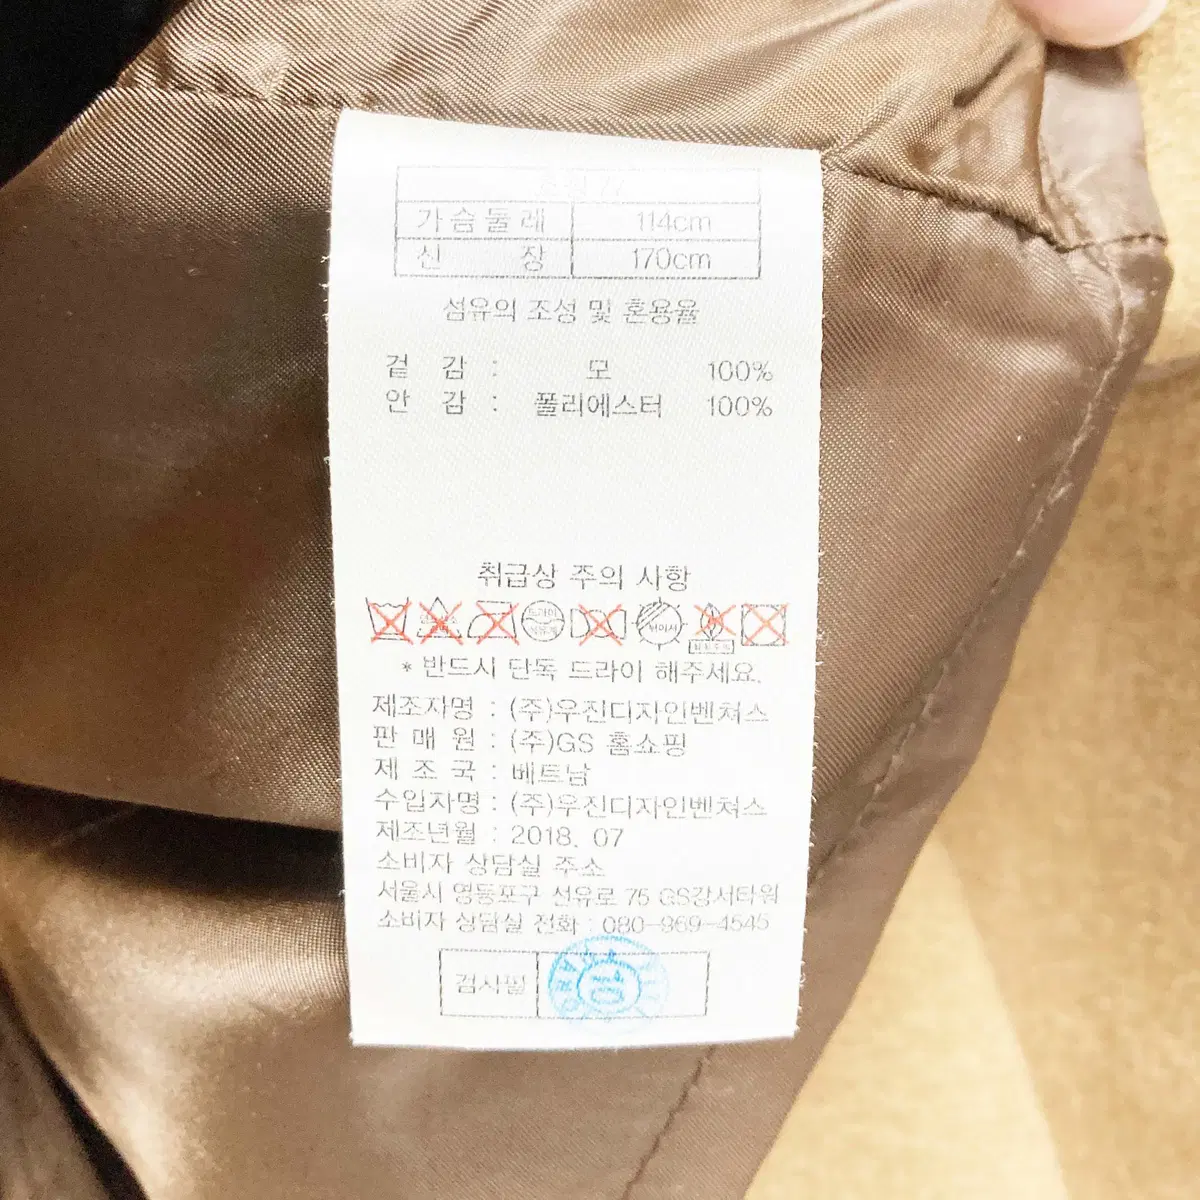 가슴둘레 114cm
신 장 170cm
섬유의 조성 및 혼용율
겉 감 : 모 100%
안 감 : 폴리에스터 100%
취급상 주의 사항
드라이
* 반드시 단독 드라이 해주세요.
제조자명 : (주)우진디자인벤쳐스
판 매 원 : (주)GS 홈쇼핑
제 조 국 : 베트남
수입자명 : (주)우진디자인벤쳐스
제조년월 : 2018. 07
소비자 상담실 주소
서울시 영등포구 선유로 75 GS강서타워
소비자 상담실 전화 : 080-969-4545
검사필